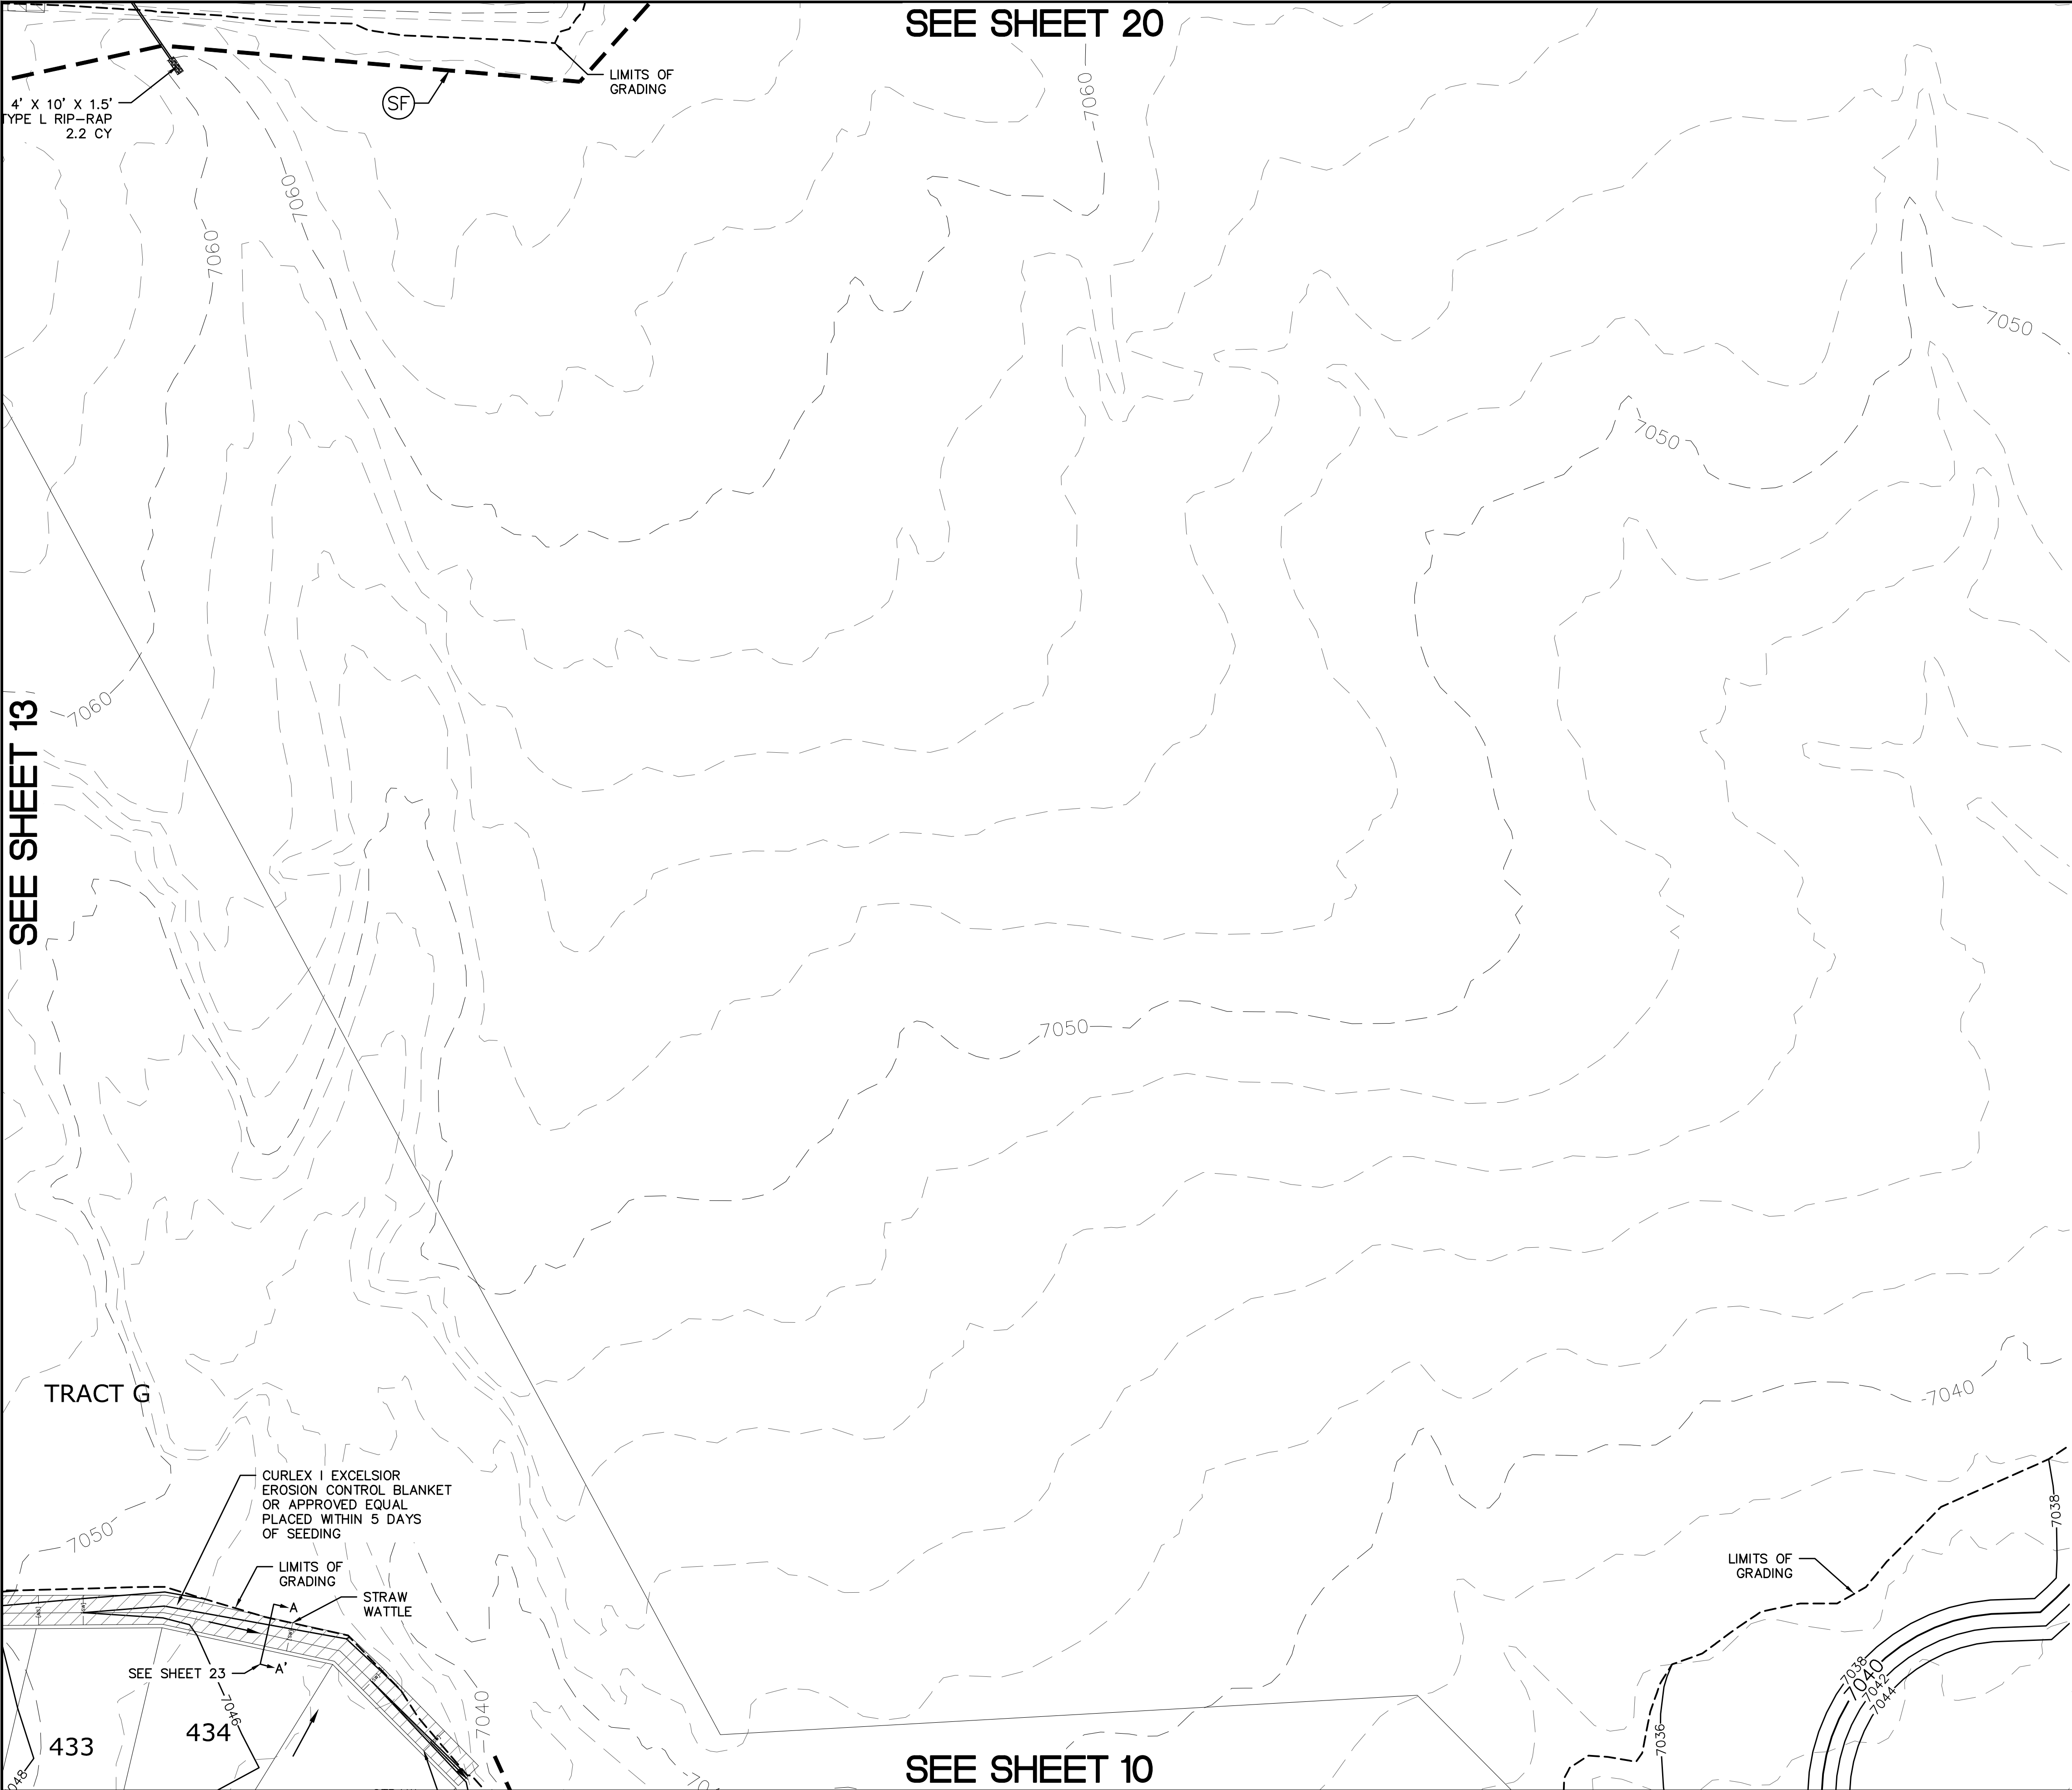 SEE SHEET 20
LIMITS OF
GRADING
SF
4' X 10' X 1.5'
TYPE L RIP-RAP
2.2 CY
7060
7060
7060
7050
7050
7060
SEE SHEET 13
7050
7040
TRACT G
CURLEX I EXCELSIOR
EROSION CONTROL BLANKET
OR APPROVED EQUAL
PLACED WITHIN 5 DAYS
OF SEEDING
7050
LIMITS OF
GRADING
STRAW
WATTLE
A
A'
SEE SHEET 23
7046
433
434
7048
7040
LIMITS OF
GRADING
7038
7038
7040
7042
7044
7036
SEE SHEET 10